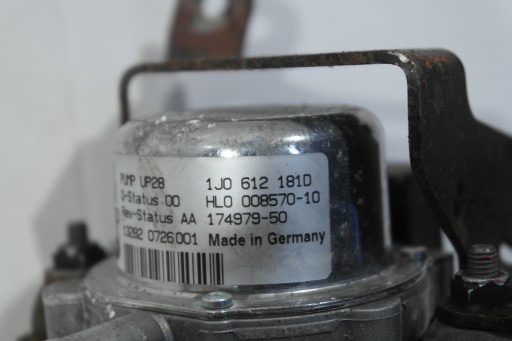 PUMP UP28 1J0 612 181D
Q-Status 00 HLO 008570-10
Rev-Status AA 174979-50
13282 0726001 Made in Germany